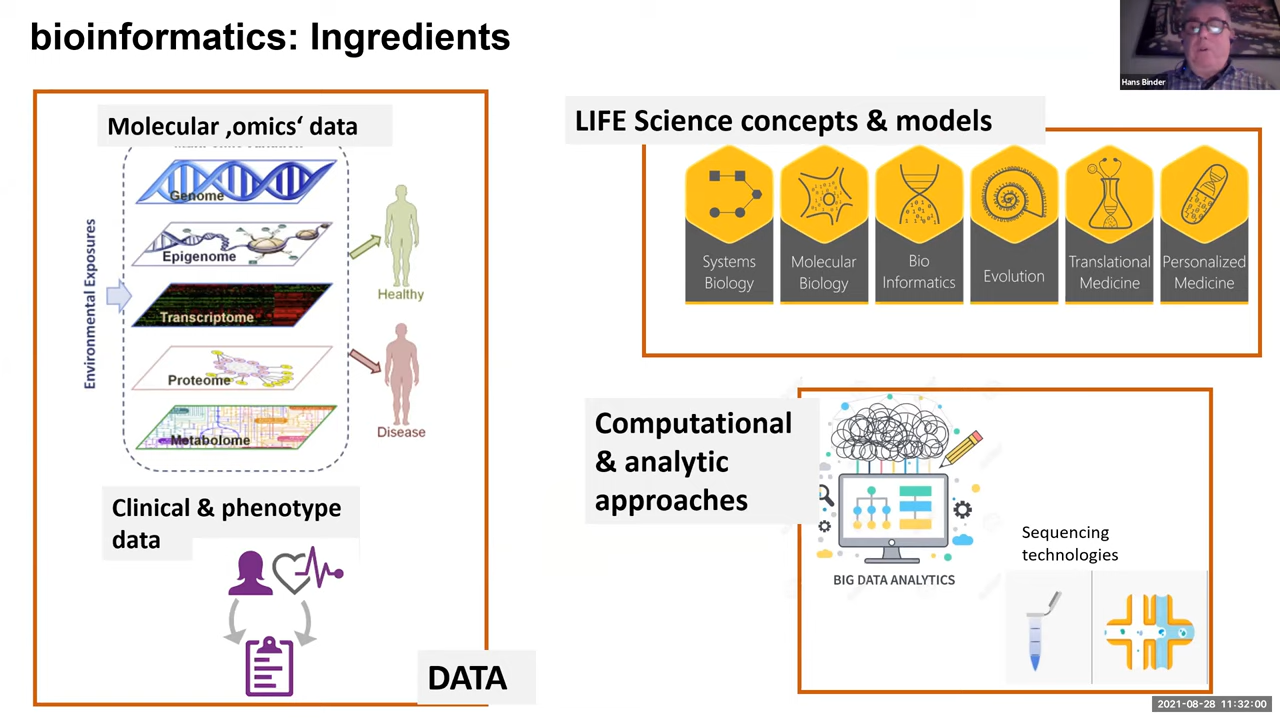 bioinformatics: Ingredients
Hans Binder
Molecular ‚omics‘ data
Environmental Exposures
Genome
Epigenome
Transcriptome
Proteome
Metabolome
Healthy
Disease
Clinical & phenotype
data
DATA
LIFE Science concepts & models
Systems
Biology
Molecular
Biology
Bio
Informatics
Evolution
Translational
Medicine
Personalized
Medicine
Computational
& analytic
approaches
BIG DATA ANALYTICS
Sequencing
technologies
2021-08-28 11:32:00